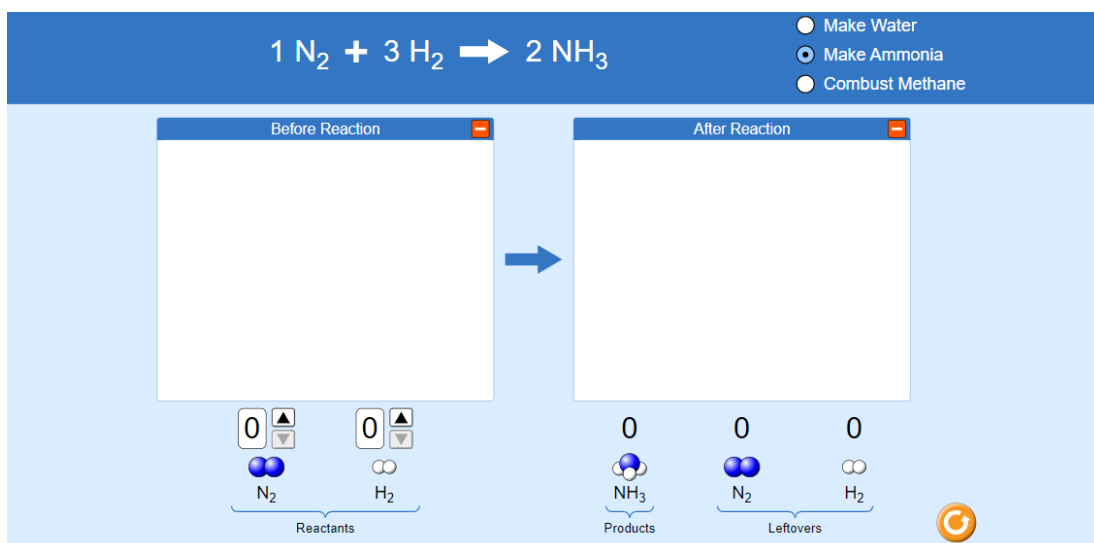 1 N₂ + 3 H₂ → 2 NH₃
Make Water
Make Ammonia
Combust Methane
Before Reaction
After Reaction
0 0 0 0 0
N₂ H₂ NH₃ N₂ H₂
Reactants Products Leftovers